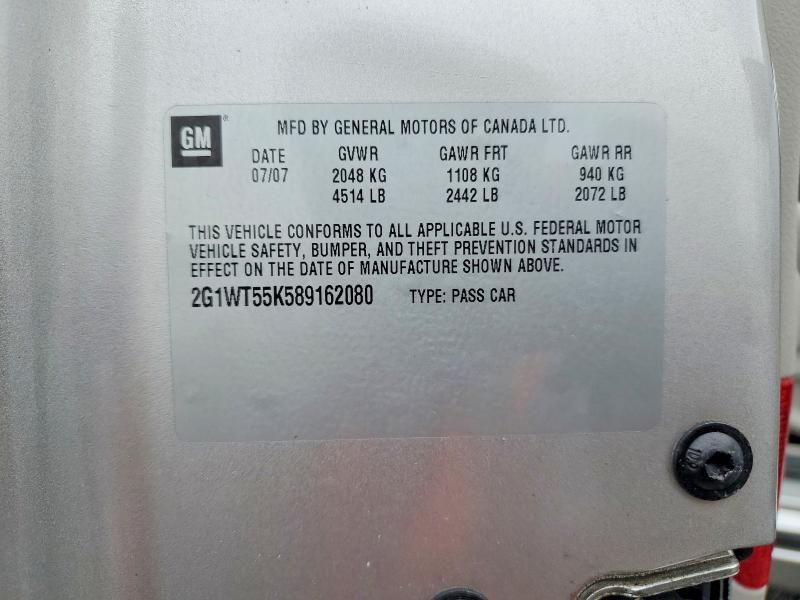 GM®
MFD BY GENERAL MOTORS OF CANADA LTD.
DATE GVWR GAWR FRT GAWR RR
07/07 2048 KG 1108 KG 940 KG
4514 LB 2442 LB 2072 LB
THIS VEHICLE CONFORMS TO ALL APPLICABLE U.S. FEDERAL MOTOR
VEHICLE SAFETY, BUMPER, AND THEFT PREVENTION STANDARDS IN
EFFECT ON THE DATE OF MANUFACTURE SHOWN ABOVE.
2G1WT55K589162080 TYPE: PASS CAR